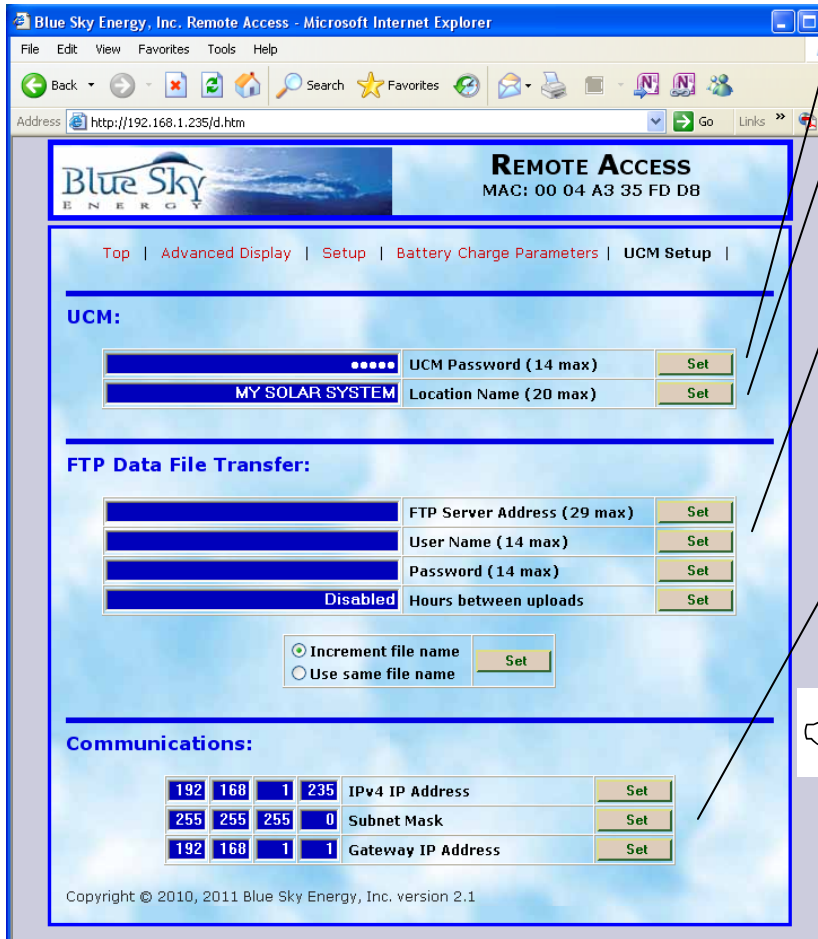 Blue Sky Energy, Inc. Remote Access - Microsoft Internet Explorer
File Edit View Favorites Tools Help
Back Search Favorites
Address http://192.168.1.235/d.htm Go Links »
Blue Sky
ENERGY
REMOTE ACCESS
MAC: 00 04 A3 35 FD D8
Top | Advanced Display | Setup | Battery Charge Parameters | UCM Setup |
UCM:
••••• UCM Password (14 max) Set
MY SOLAR SYSTEM Location Name (20 max) Set
FTP Data File Transfer:
FTP Server Address (29 max) Set
User Name (14 max) Set
Password (14 max) Set
Disabled Hours between uploads Set
Increment file name
Use same file name
Set
Communications:
192 168 1 235 IPv4 IP Address Set
255 255 255 0 Subnet Mask Set
192 168 1 1 Gateway IP Address Set
Copyright © 2010, 2011 Blue Sky Energy, Inc. version 2.1